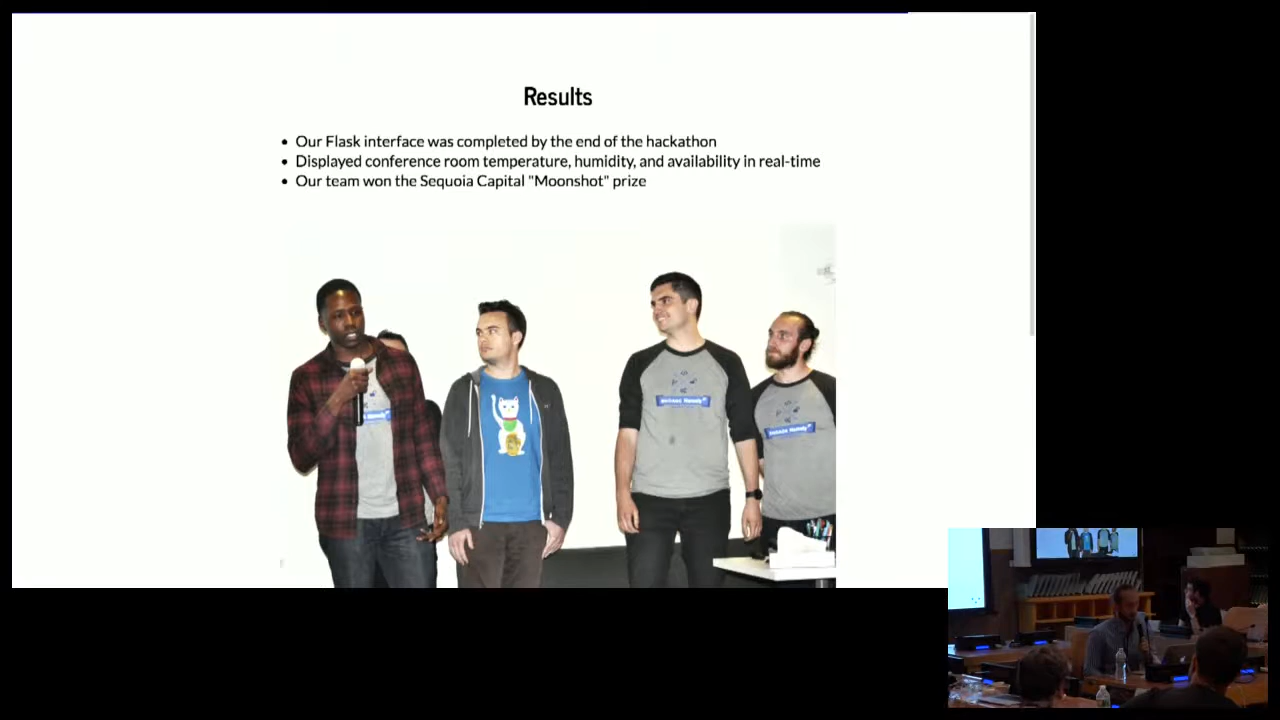 Results
• Our Flask interface was completed by the end of the hackathon
• Displayed conference room temperature, humidity, and availability in real-time
• Our team won the Sequoia Capital "Moonshot" prize